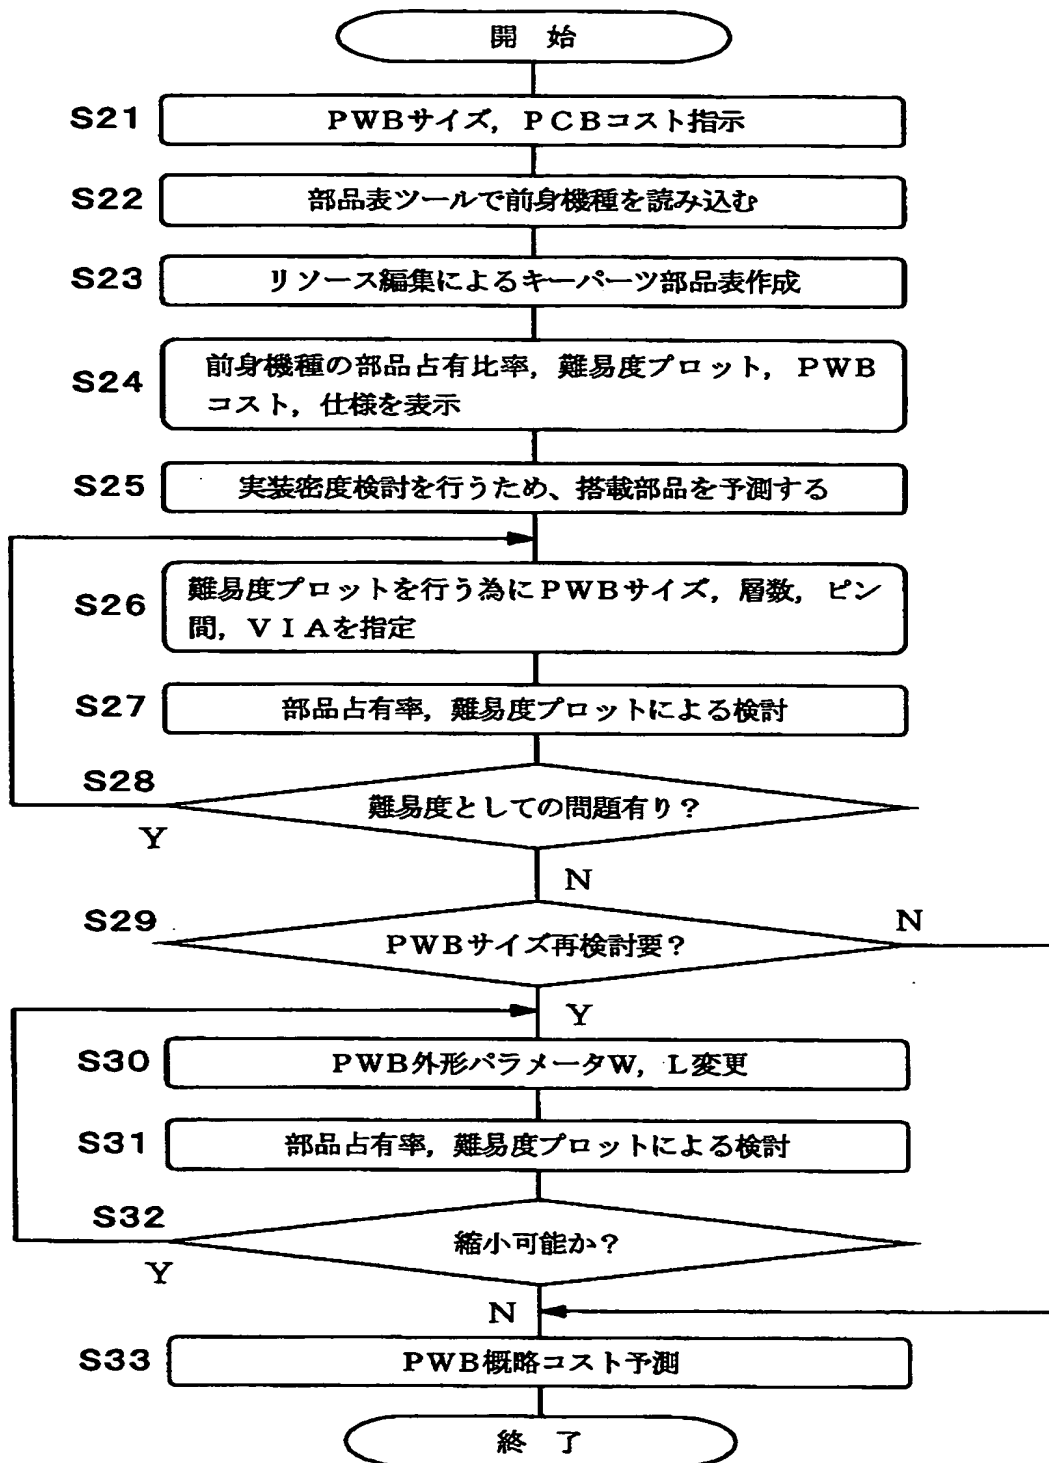 開 始
S21
PWBサイズ，PCBコスト指示
S22
部品表ツールで前身機種を読み込む
S23
リソース編集によるキーパーツ部品表作成
S24
前身機種の部品占有比率，難易度プロット，PWB
コスト，仕様を表示
S25
実装密度検討を行うため、搭載部品を予測する
S26
難易度プロットを行う為にPWBサイズ，層数，ピン
間，VIAを指定
S27
部品占有率，難易度プロットによる検討
S28
難易度としての問題有り？
Y
N
S29
PWBサイズ再検討要？
N
Y
S30
PWB外形パラメータW，L変更
S31
部品占有率，難易度プロットによる検討
S32
縮小可能か？
Y
N
S33
PWB概略コスト予測
終 了